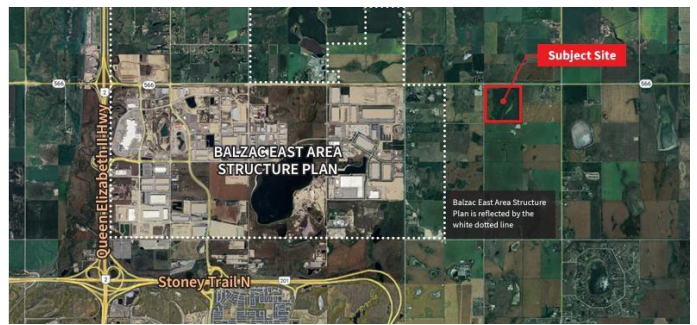 Subject Site
566
2
566
566
Queen Elizabeth II Hwy
BALZAC EAST AREA
STRUCTURE PLAN
Balzac East Area Structure
Plan is reflected by the
white dotted line
2
Stoney Trail N
201